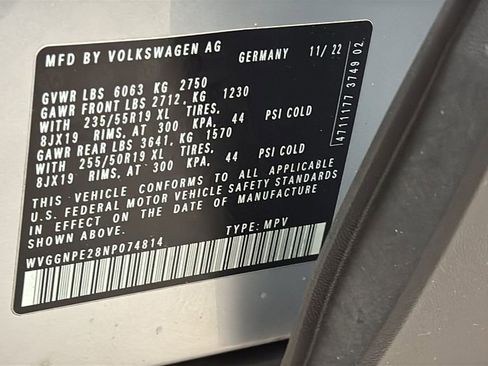 MFD BY VOLKSWAGEN AG GERMANY 11/ 22
GVWR LBS 6063 KG 2750
GAWR FRONT LBS 2712, KG 1230
WITH 235/55R19 XL TIRES,
8JX19 RIMS, AT 300 KPA, 44 PSI COLD
GAWR REAR LBS 3641, KG 1570
WITH 255/50R19 XL TIRES,
8JX19 RIMS, AT 300 KPA, 44 PSI COLD
THIS VEHICLE CONFORMS TO ALL APPLICABLE
U.S. FEDERAL MOTOR VEHICLE SAFETY STANDARDS
IN EFFECT ON THE DATE OF MANUFACTURE
SHOWN ABOVE.
WVGGNPE28NP074814 TYPE: MPV
4711177 3749 02